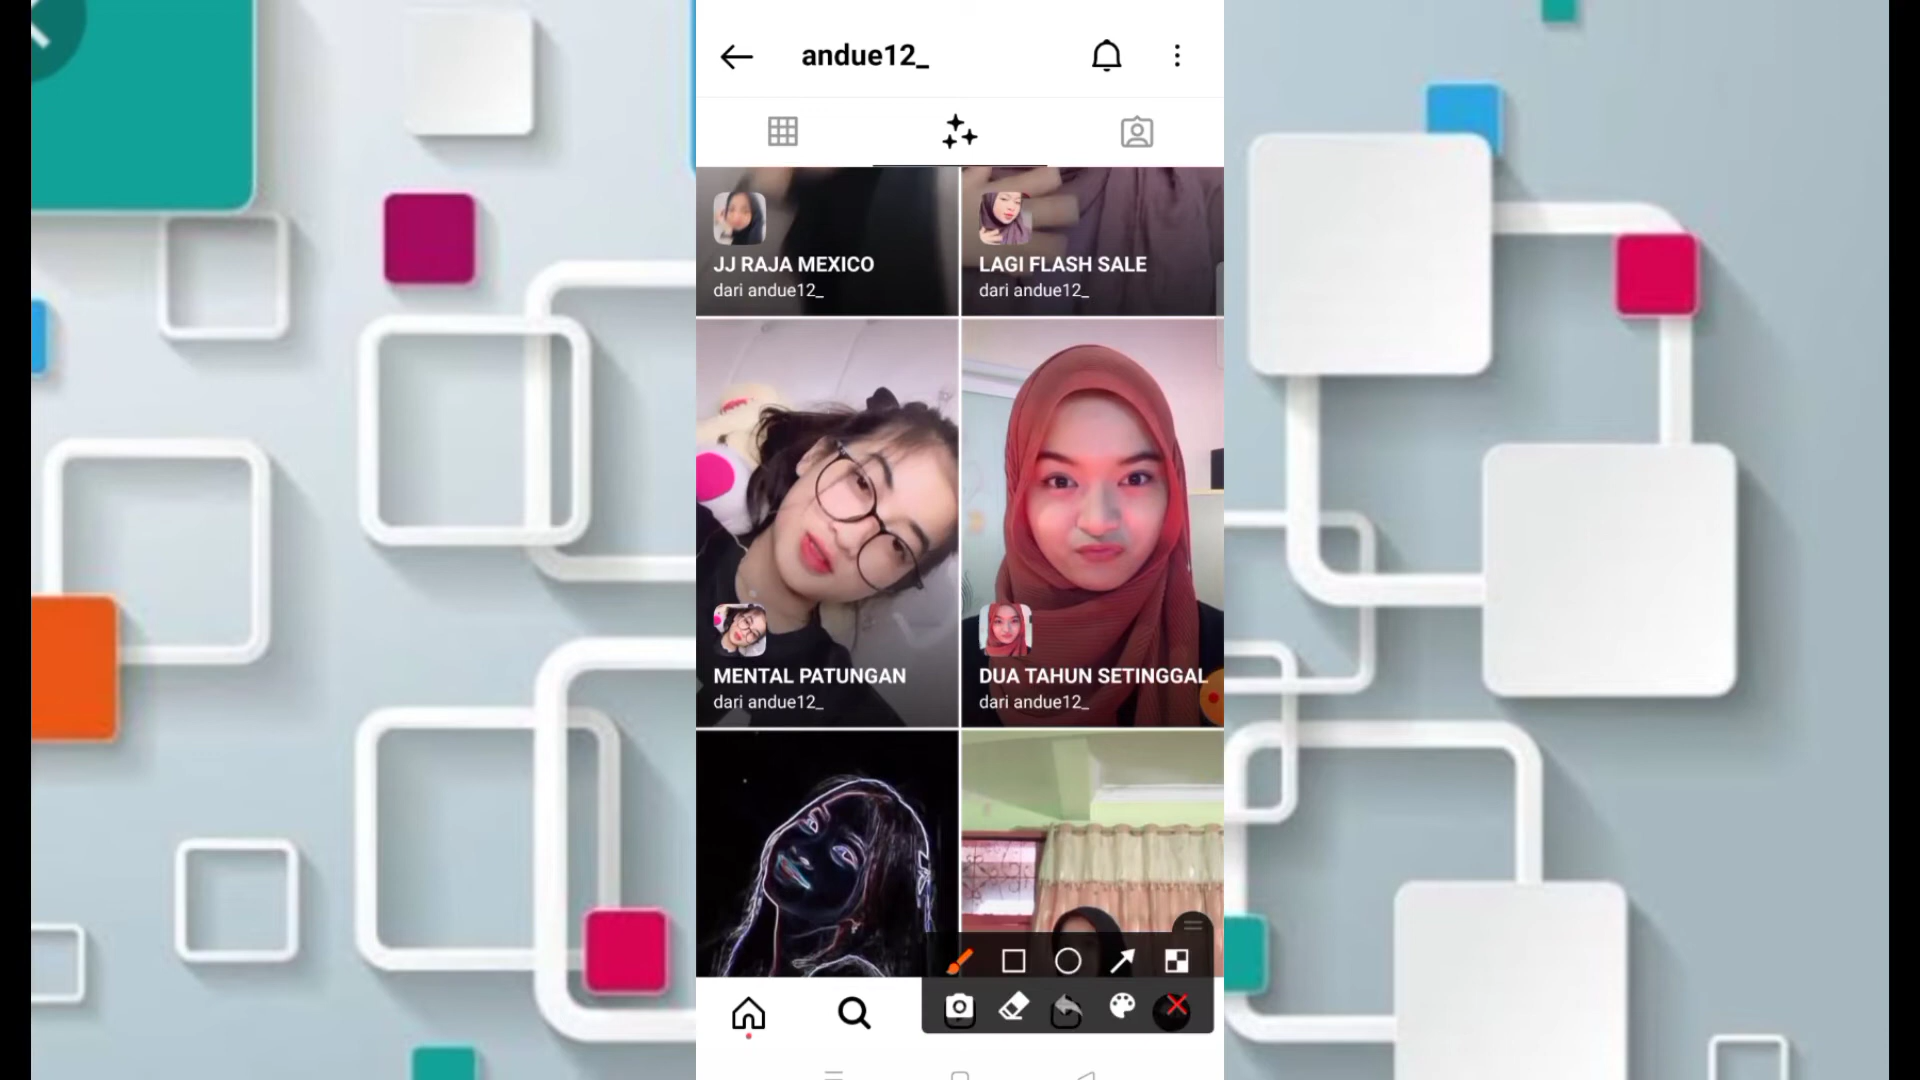 andue12_
JJ RAJA MEXICO
dari andue12_
LAGI FLASH SALE
dari andue12_
MENTAL PATUNGAN
dari andue12_
DUA TAHUN SETINGGAL
dari andue12_